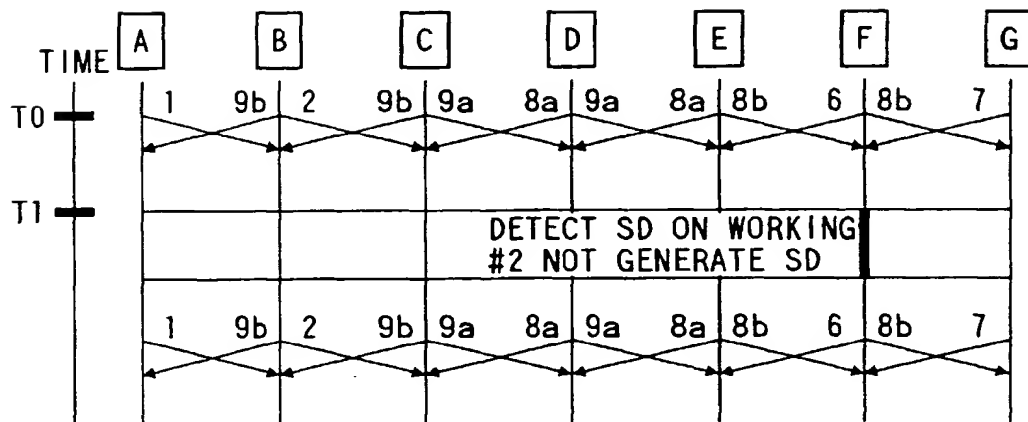 A B C D E F G
TIME
1 9b 2 9b 9a 8a 9a 8a 8b 6 8b 7
T0
T1
DETECT SD ON WORKING
#2 NOT GENERATE SD
1 9b 2 9b 9a 8a 9a 8a 8b 6 8b 7